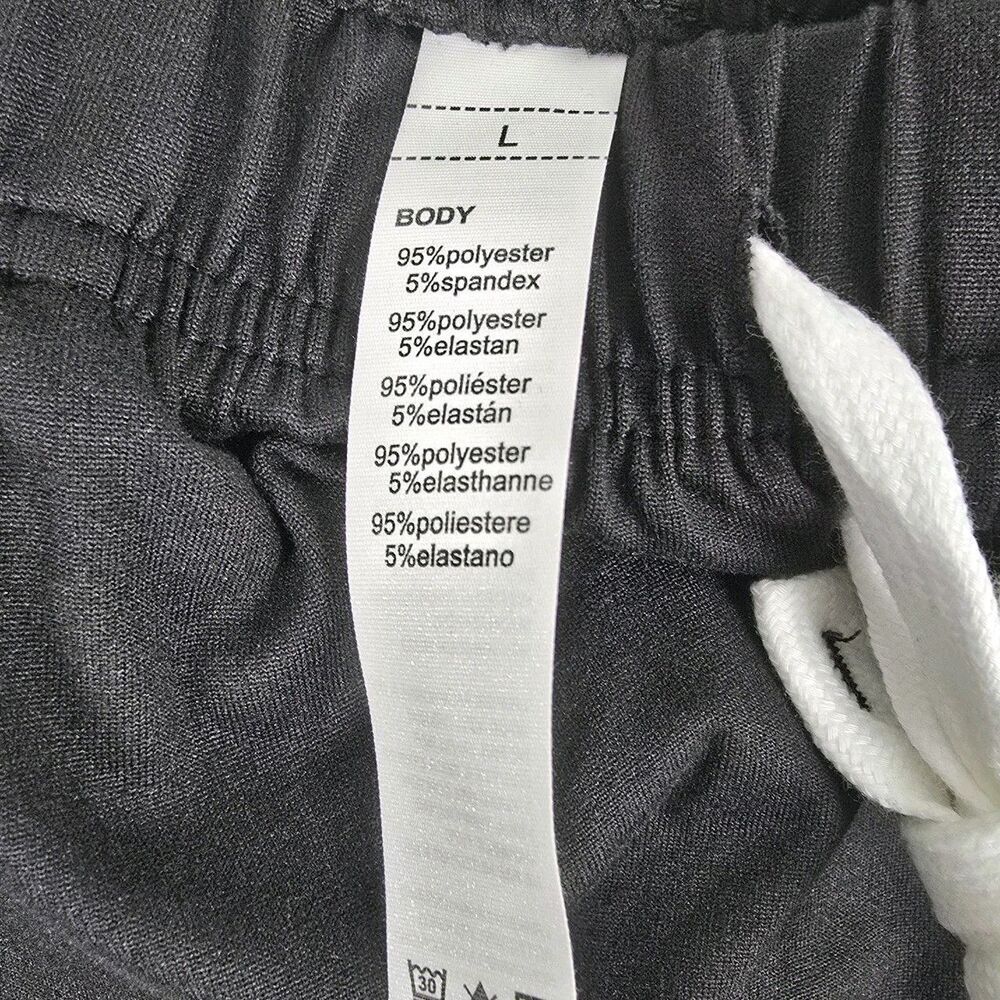 L
BODY
95%polyester
5%spandex
95%polyester
5%elastan
95%poliéster
5%elastán
95%polyester
5%elasthanne
95%poliestere
5%elastano
30